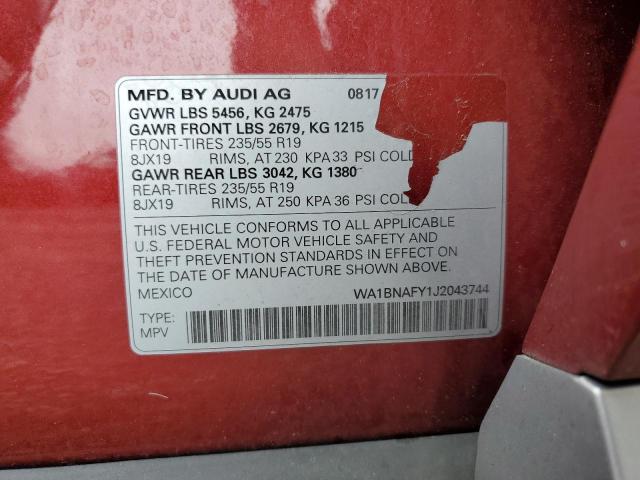 MFD. BY AUDI AG 0817
GVWR LBS 5456, KG 2475
GAWR FRONT LBS 2679, KG 1215
FRONT-TIRES 235/55 R19
8JX19 RIMS, AT 230 KPA 33 PSI COLD
GAWR REAR LBS 3042, KG 1380
REAR-TIRES 235/55 R19
8JX19 RIMS, AT 250 KPA 36 PSI COLD
THIS VEHICLE CONFORMS TO ALL APPLICABLE
U.S. FEDERAL MOTOR VEHICLE SAFETY AND
THEFT PREVENTION STANDARDS IN EFFECT ON
THE DATE OF MANUFACTURE SHOWN ABOVE.
MEXICO WA1BNAFY1J2043744
TYPE:
MPV